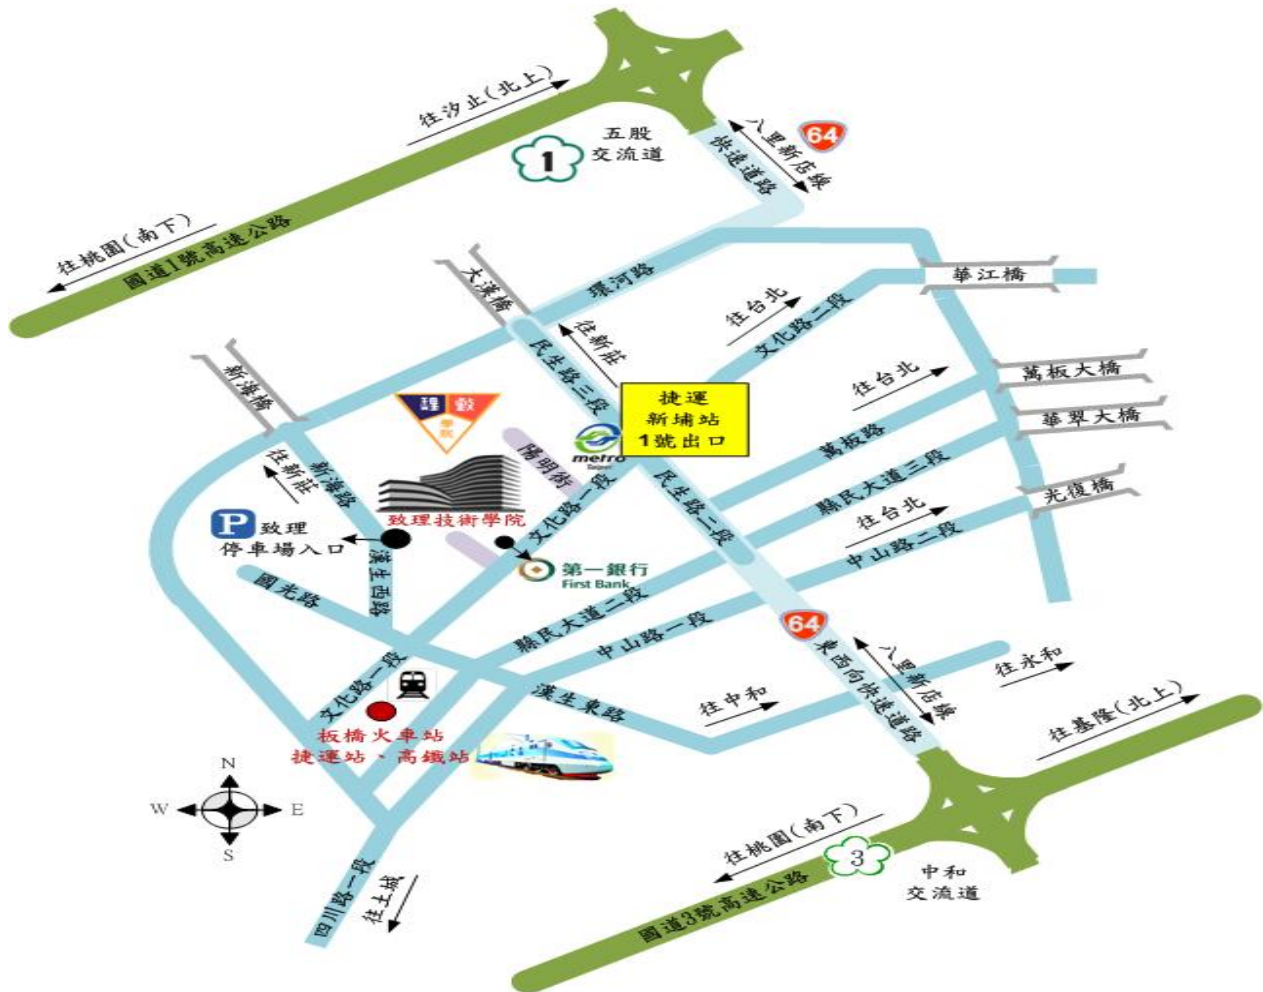 往汐止(北上)
五股
交流道
1
八里新店線
64
快速道路
往桃園(南下)
國道1號高速公路
大漢橋
環河路
華江橋
往台北
文化路二段
往新莊
民生路三段
新海橋
萬板大橋
往台北
華翠大橋
捷運
新埔站
1號出口
學院
metro
Taipei
陽明街
萬板路
縣民大道三段
光復橋
往新莊
新海路
致理技術學院
文化路一段
民生路二段
往台北
中山路二段
P
致理
停車場入口
漢生西路
第一銀行
First Bank
國光路
縣民大道二段
中山路一段
64
八里新店線
東西向快速道路
往永和
往中和
漢生東路
文化路一段
板橋火車站
捷運站、高鐵站
往基隆(北上)
N
W
E
S
往桃園(南下)
3
中和
交流道
國道3號高速公路
四川路一段
往土城